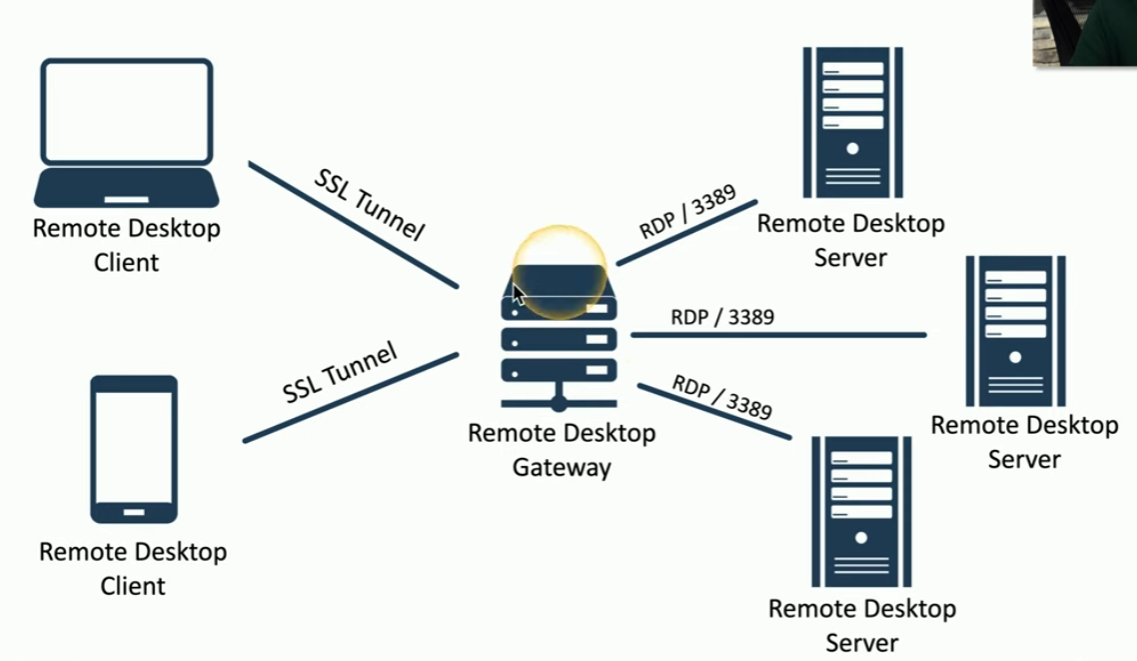 Remote Desktop
Client
SSL Tunnel
Remote Desktop
Client
SSL Tunnel
Remote Desktop
Gateway
RDP / 3389
Remote Desktop
Server
RDP / 3389
Remote Desktop
Server
RDP / 3389
Remote Desktop
Server